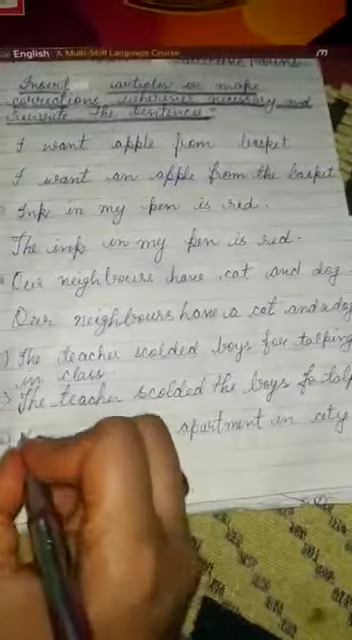 English A Multi-Skill Language Course
Insert articles or make
corrections wherever necessary and
Rewrite the Sentences"
I want apple from basket
I want an apple from the basket
Ink in my pen is red.
The ink in my pen is red.
Our neighbours have cat and dog.
Our neighbours have a cat and a dog
) The teacher scolded boys for talking
in class.
) The teacher scolded the boys for talk
apartment in city